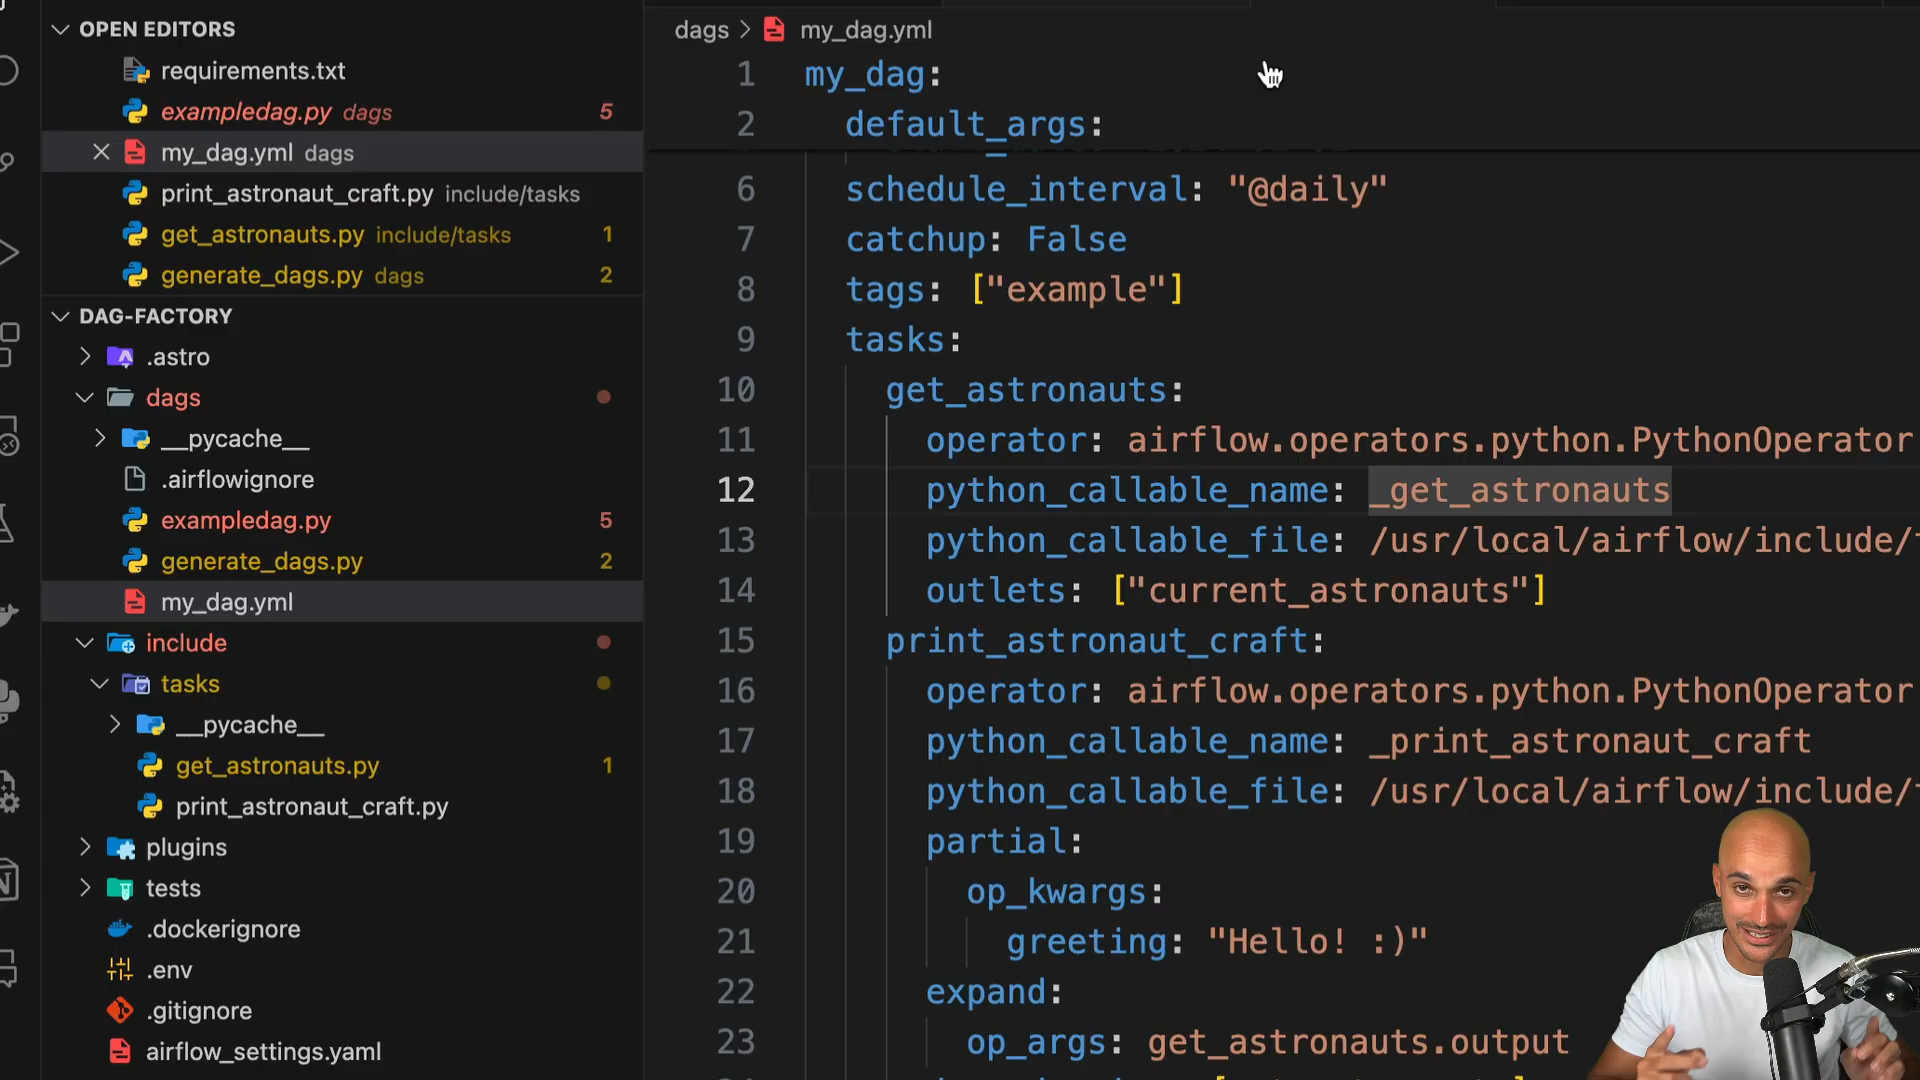 OPEN EDITORS
requirements.txt
exampledag.py dags 5
my_dag.yml dags
print_astronaut_craft.py include/tasks
get_astronauts.py include/tasks 1
generate_dags.py dags 2
DAG-FACTORY
.astro
dags
__pycache__
.airflowignore
exampledag.py 5
generate_dags.py 2
my_dag.yml
include
tasks
__pycache__
get_astronauts.py 1
print_astronaut_craft.py
plugins
tests
.dockerignore
.env
.gitignore
airflow_settings.yaml
dags > my_dag.yml
1 my_dag:
2 default_args:
6 schedule_interval: "@daily"
7 catchup: False
8 tags: ["example"]
9 tasks:
10 get_astronauts:
11 operator: airflow.operators.python.PythonOperator
12 python_callable_name: _get_astronauts
13 python_callable_file: /usr/local/airflow/include/
14 outlets: ["current_astronauts"]
15 print_astronaut_craft:
16 operator: airflow.operators.python.PythonOperator
17 python_callable_name: _print_astronaut_craft
18 python_callable_file: /usr/local/airflow/include/
19 partial:
20 op_kwargs:
21 greeting: "Hello! :)"
22 expand:
23 op_args: get_astronauts.output